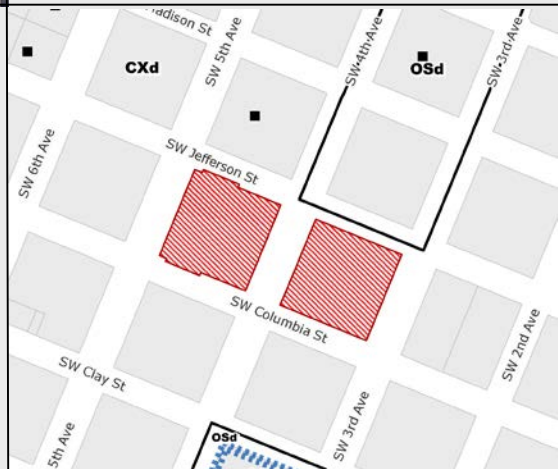 Madison St
SW 5th Ave
SW 4th Ave
SW 3rd Ave
CXd
OSd
SW 6th Ave
SW Jefferson St
SW Columbia St
SW 2nd Ave
SW Clay St
SW 3rd Ave
5th Ave
OSd